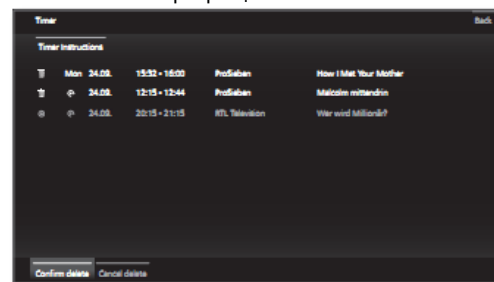 Timer Back
Timer Instructions
Mon 24.09. 15:32 - 16:00 ProSieben How I Met Your Mother
24.09. 12:15 - 12:44 ProSieben Malcolm mittendrin
24.09. 20:15 - 21:15 RTL Television Wer wird Millionär?
Confirm delete Cancel delete